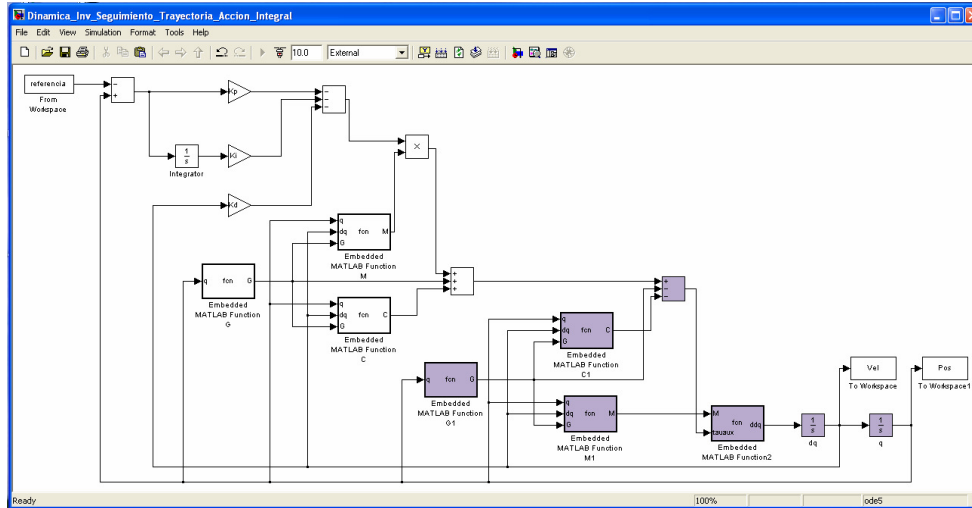 Dinamica_Inv_Seguimiento_Trayectoria_Accion_Integral
File Edit View Simulation Format Tools Help
10.0 External
referencia
From
Workspace
−
+
Kp
−
−
−
1
s
Integrator
Ki
×
Kd
q
dq fcn M
G
Embedded
MATLAB Function
M
q fcn G
Embedded
MATLAB Function
G
+
+
+
q
dq fcn C
G
Embedded
MATLAB Function
C
+
−
−
q
dq fcn C
G
Embedded
MATLAB Function
C1
q fcn G
Embedded
MATLAB Function
G1
q
dq fcn M
G
Embedded
MATLAB Function
M1
M
fcn ddq
tauaux
Embedded
MATLAB Function2
1
s
dq
1
s
q
Vel
To Workspace
Pos
To Workspace1
Ready 100% ode5